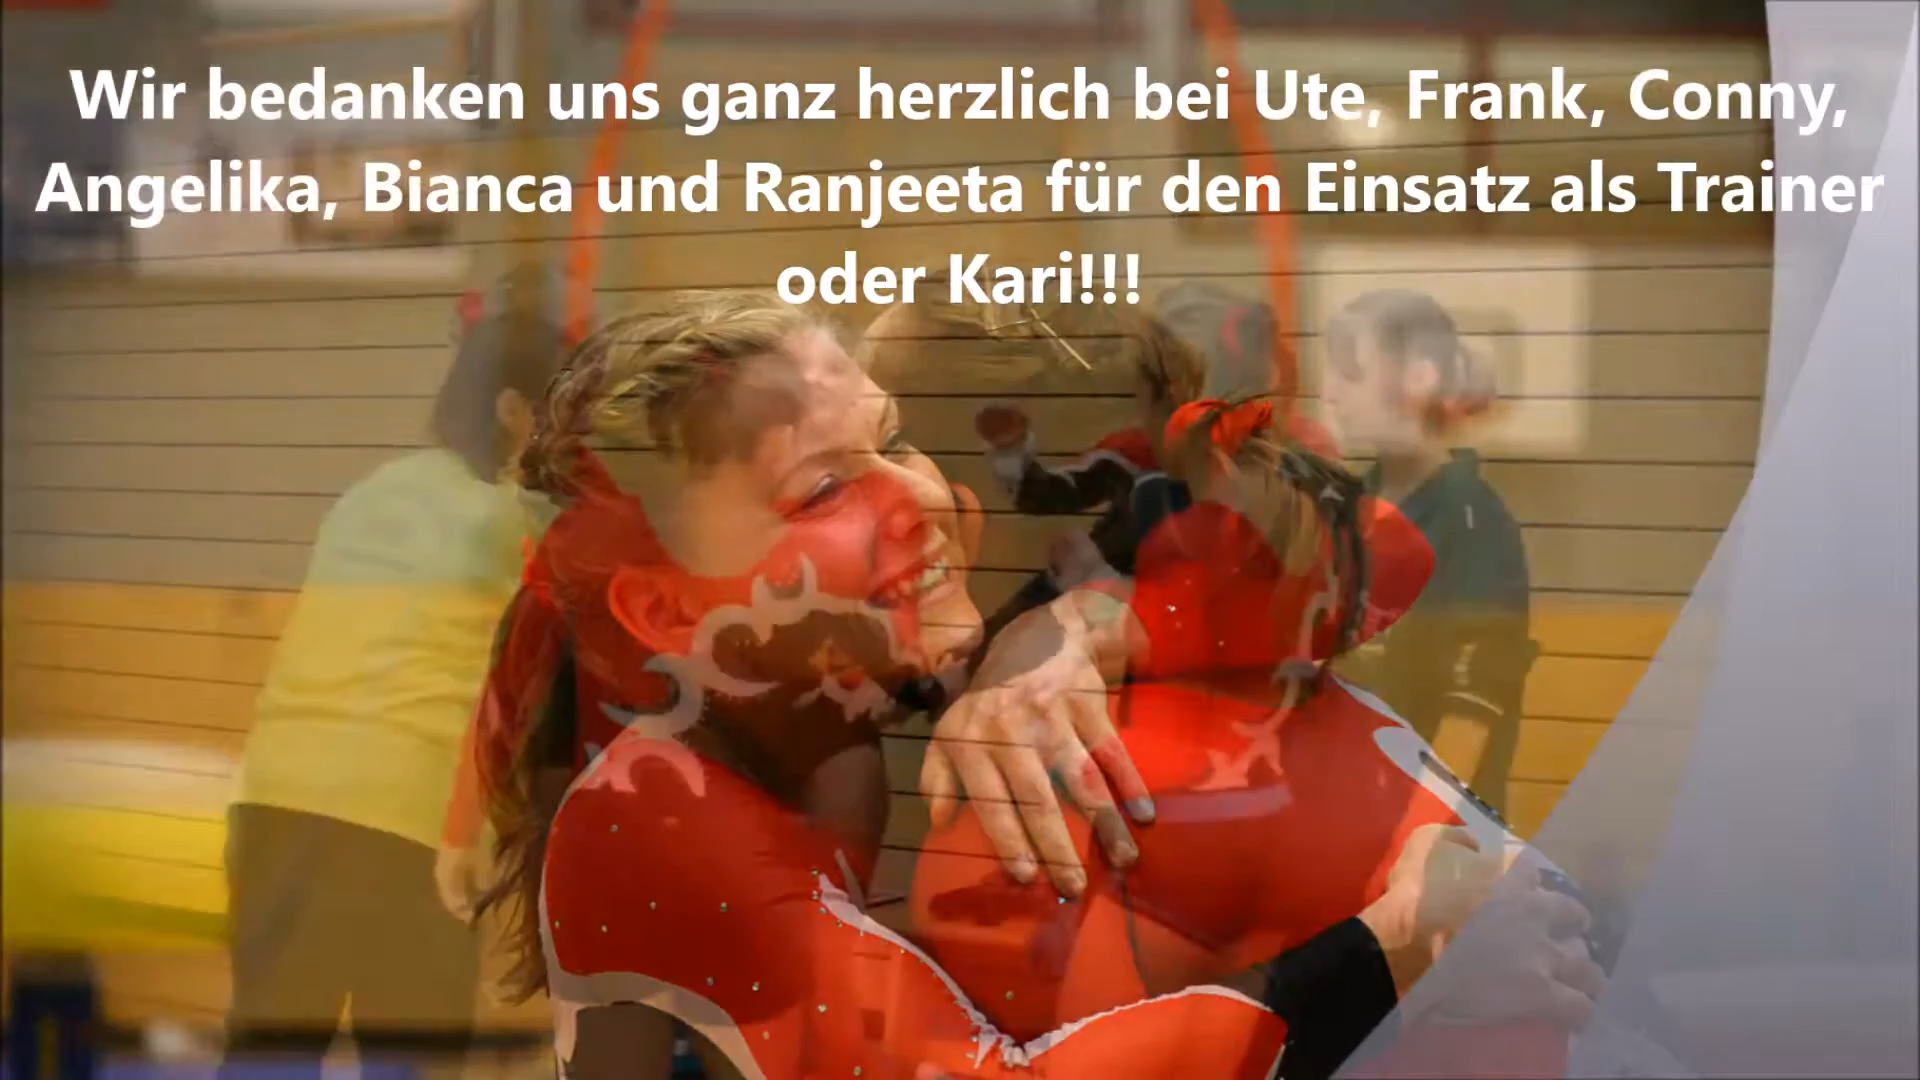 Wir bedanken uns ganz herzlich bei Ute, Frank, Conny,
Angelika, Bianca und Ranjeeta für den Einsatz als Trainer
oder Kari!!!